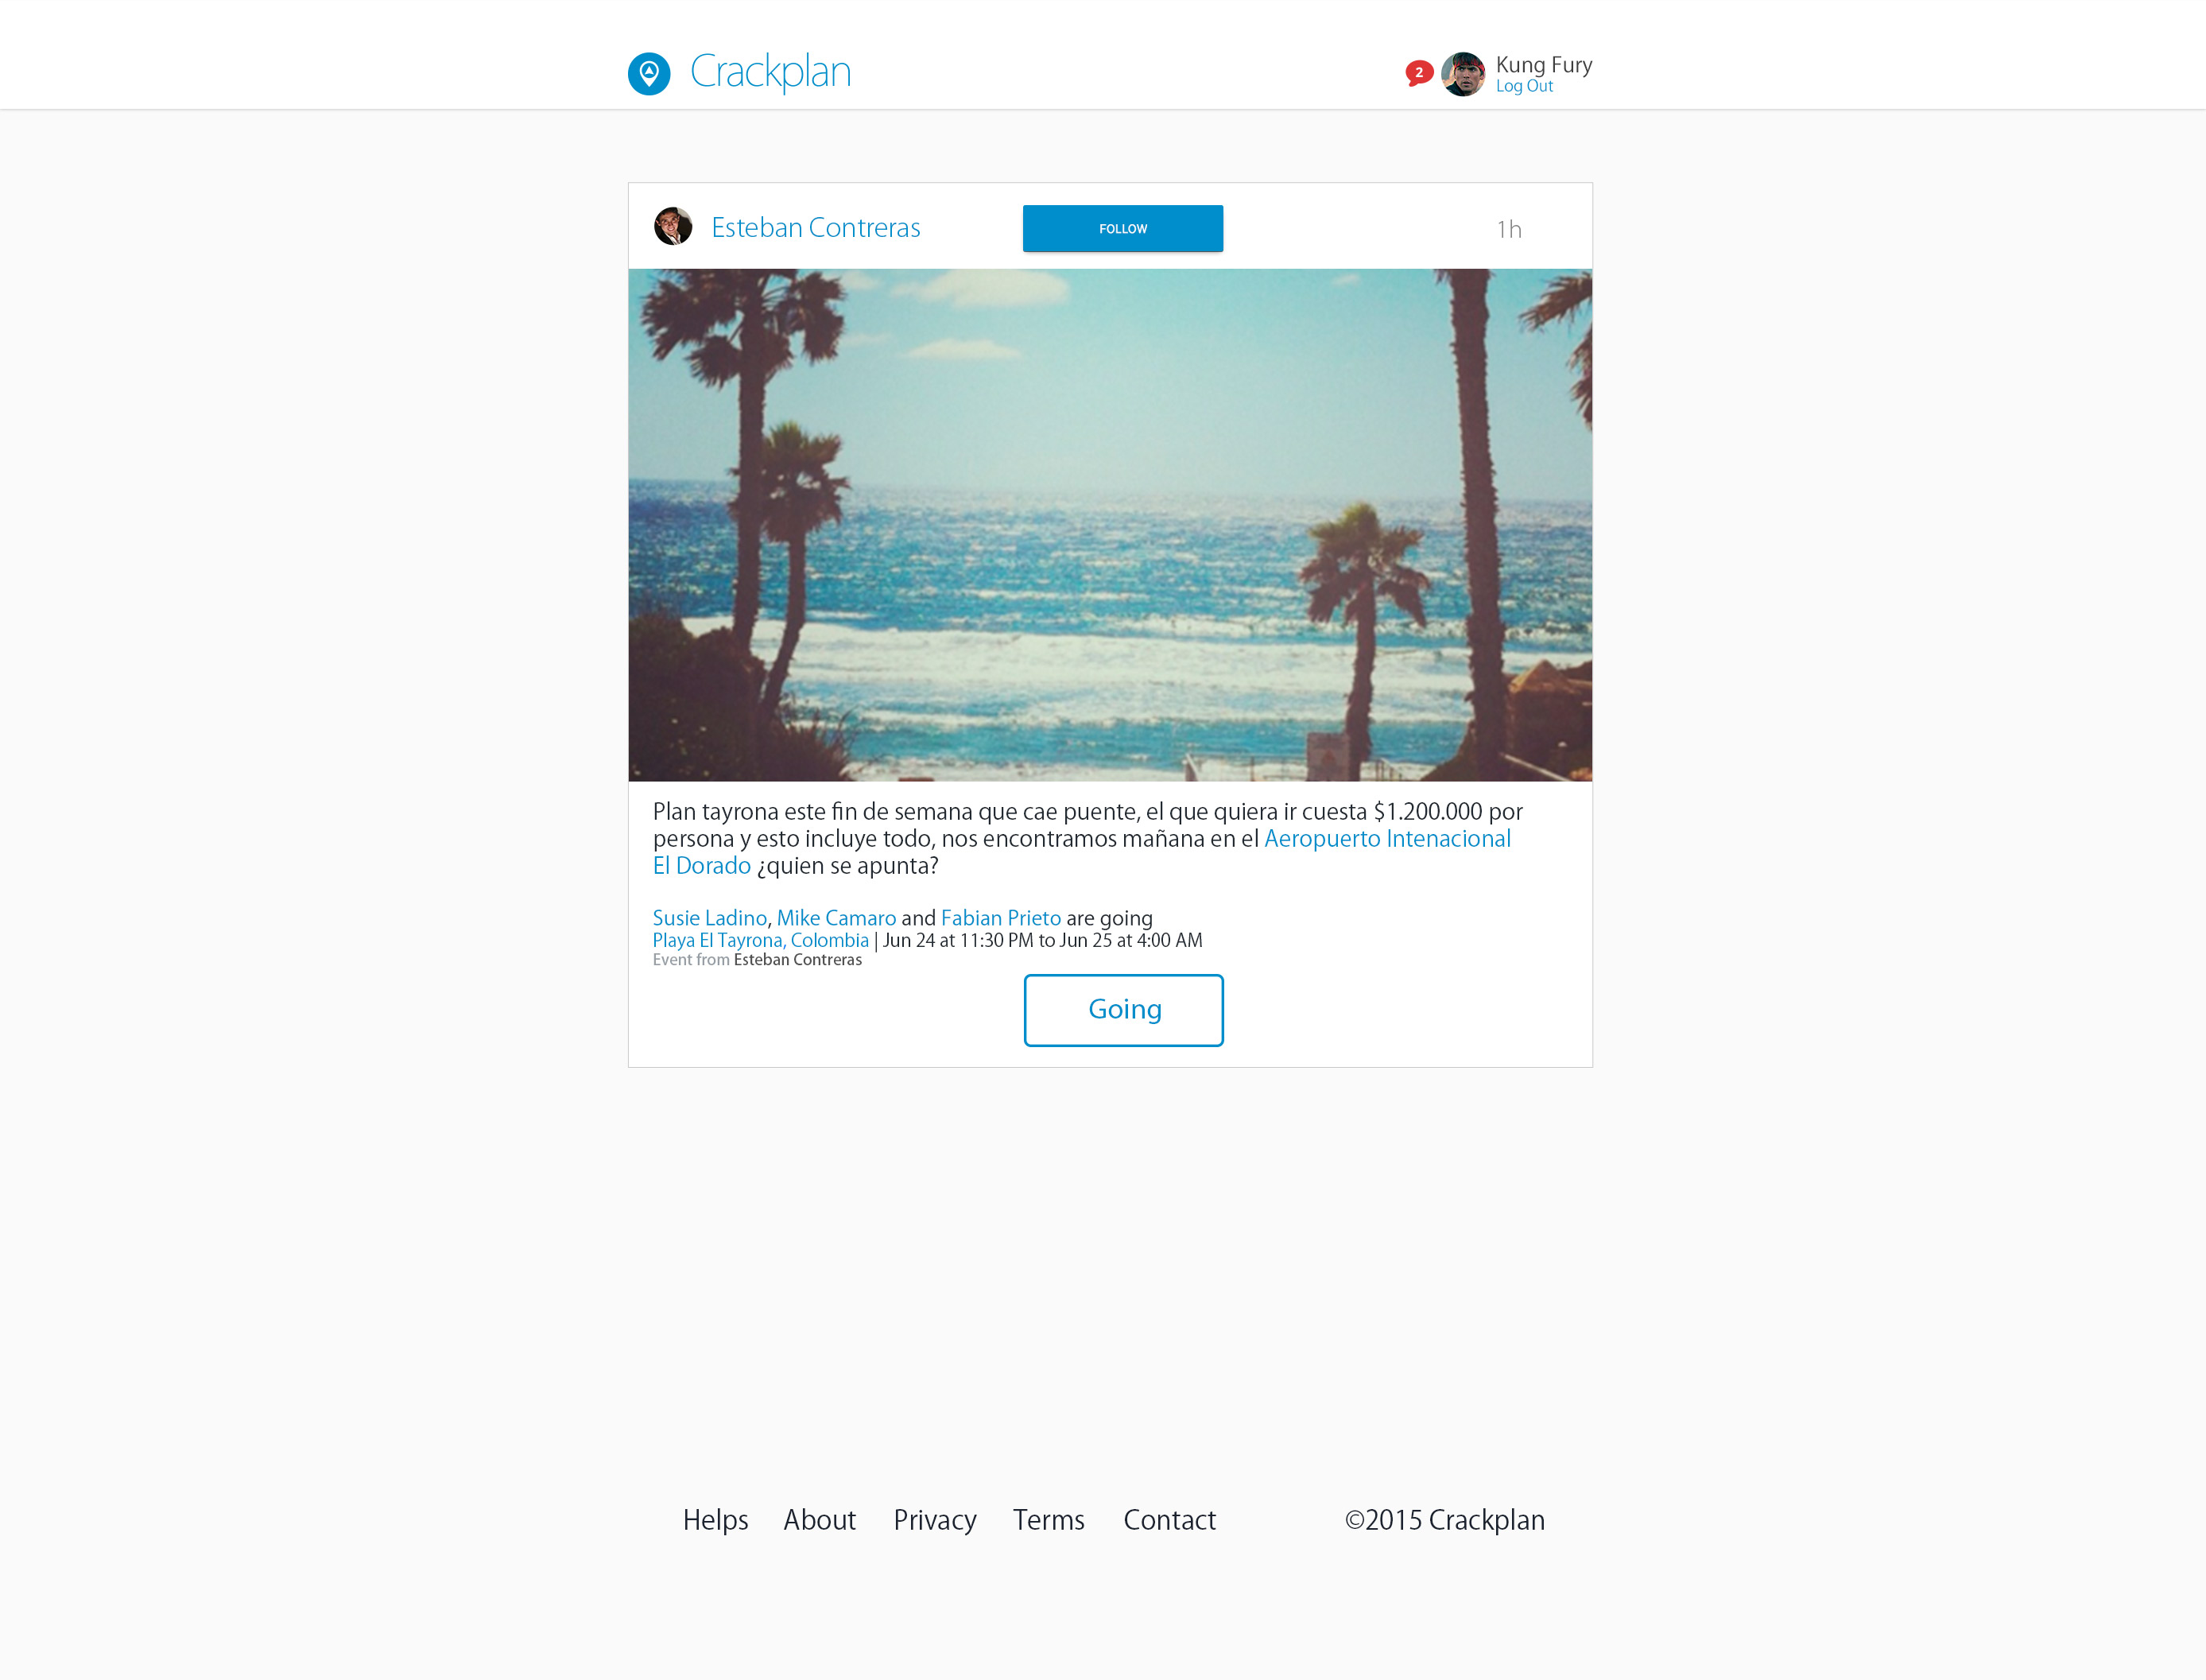 Crackplan
2
Kung Fury
Log Out
Esteban Contreras
FOLLOW
1h
Plan tayrona este fin de semana que cae puente, el que quiera ir cuesta $1.200.000 por
persona y esto incluye todo, nos encontramos mañana en el Aeropuerto Intenacional
El Dorado ¿quien se apunta?
Susie Ladino, Mike Camaro and Fabian Prieto are going
Playa El Tayrona, Colombia | Jun 24 at 11:30 PM to Jun 25 at 4:00 AM
Event from Esteban Contreras
Going
Helps About Privacy Terms Contact ©2015 Crackplan